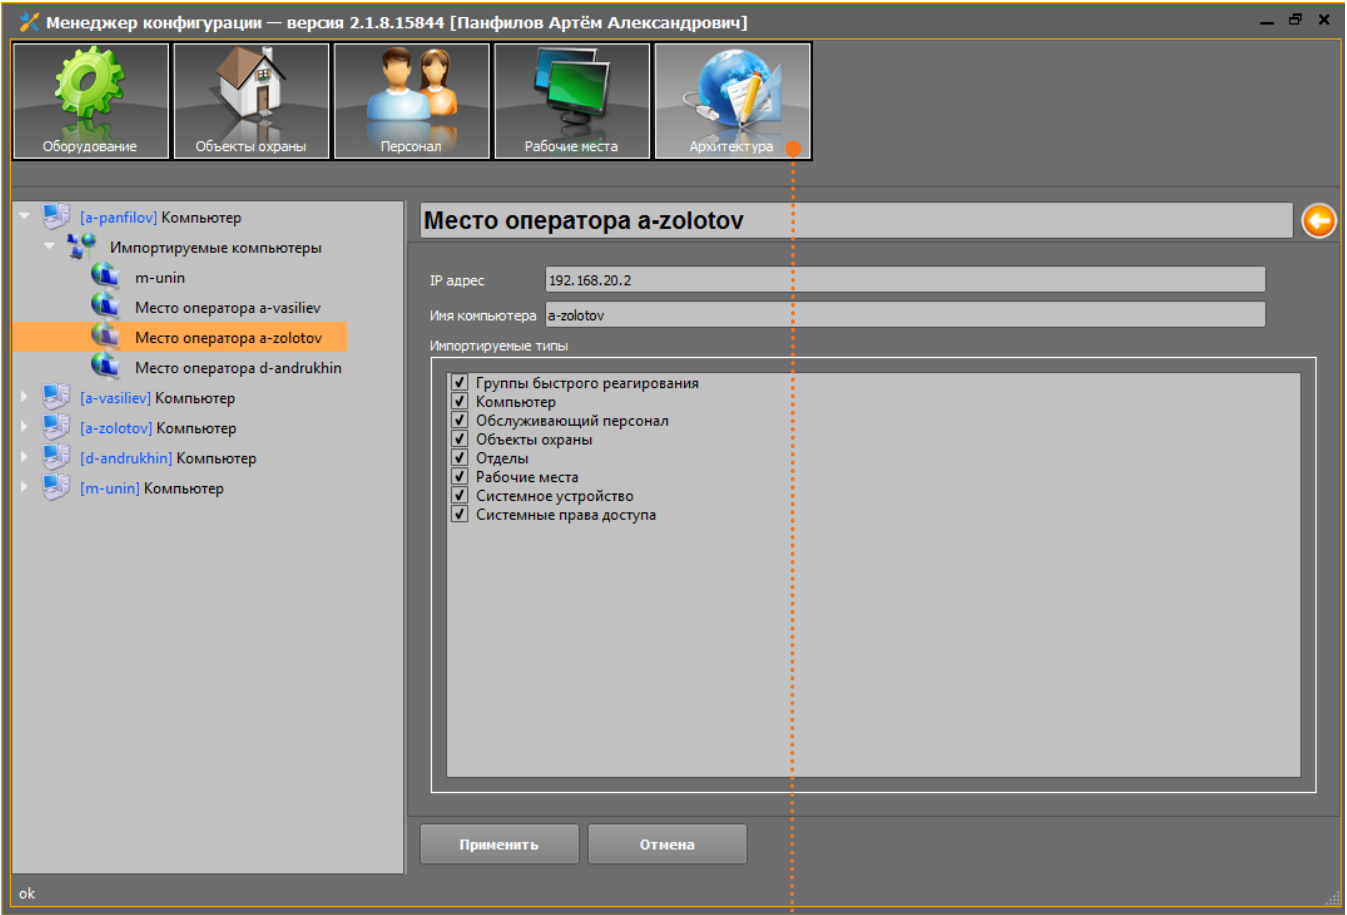 Менеджер конфигурации — версия 2.1.8.15844 [Панфилов Артём Александрович]
Оборудование
Объекты охраны
Персонал
Рабочие места
Архитектура
[a-panfilov] Компьютер
Импортируемые компьютеры
m-unin
Место оператора a-vasiliev
Место оператора a-zolotov
Место оператора d-andrukhin
[a-vasiliev] Компьютер
[a-zolotov] Компьютер
[d-andrukhin] Компьютер
[m-unin] Компьютер
Место оператора a-zolotov
IP адрес 192.168.20.2
Имя компьютера a-zolotov
Импортируемые типы
Группы быстрого реагирования
Компьютер
Обслуживающий персонал
Объекты охраны
Отделы
Рабочие места
Системное устройство
Системные права доступа
Применить
Отмена
ok